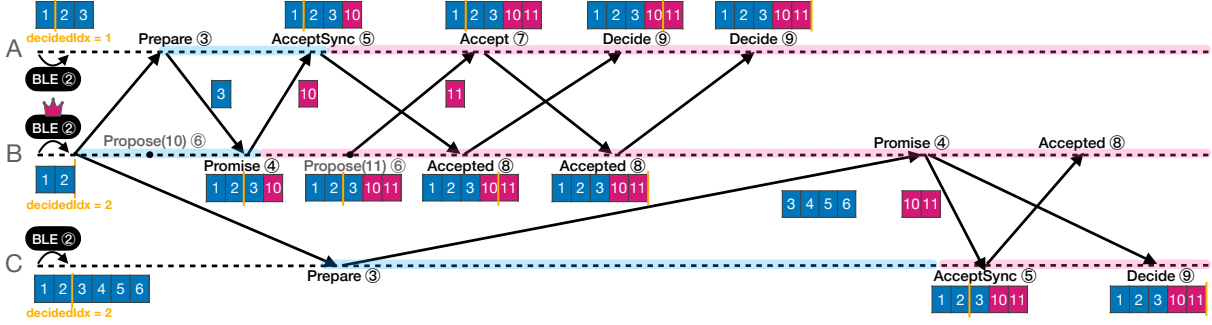 1 2 3
1 2 3 10
1 2 3 10 11
1 2 3 10 11
1 2 3 10 11
decidedIdx = 1
Prepare ③
AcceptSync ⑤
Accept ⑦
Decide ⑨
Decide ⑨
A
BLE ②
3
10
11
BLE ②
Propose(10) ⑥
Promise ④
Accepted ⑧
B
Promise ④
Propose(11) ⑥
Accepted ⑧
Accepted ⑧
1 2
1 2 3 10
1 2 3 10 11
1 2 3 10 11
1 2 3 10 11
decidedIdx = 2
3 4 5 6
10 11
BLE ②
C
Prepare ③
AcceptSync ⑤
Decide ⑨
1 2 3 4 5 6
1 2 3 10 11
1 2 3 10 11
decidedIdx = 2